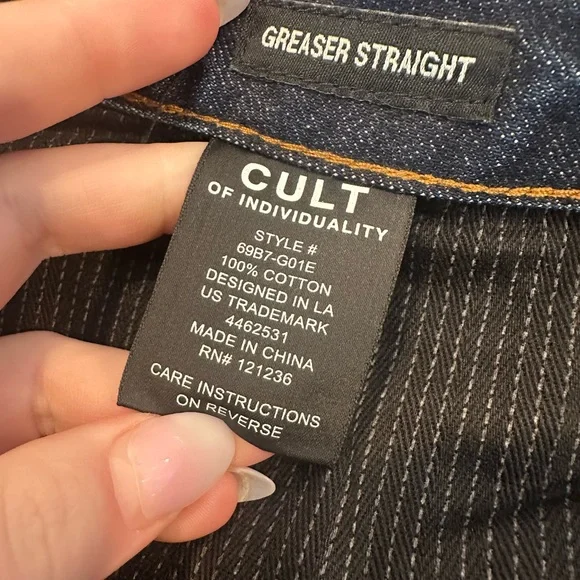 GREASER STRAIGHT
CULT
OF INDIVIDUALITY
STYLE #
69B7-G01E
100% COTTON
DESIGNED IN LA
US TRADEMARK
4462531
MADE IN CHINA
RN# 121236
CARE INSTRUCTIONS
ON REVERSE